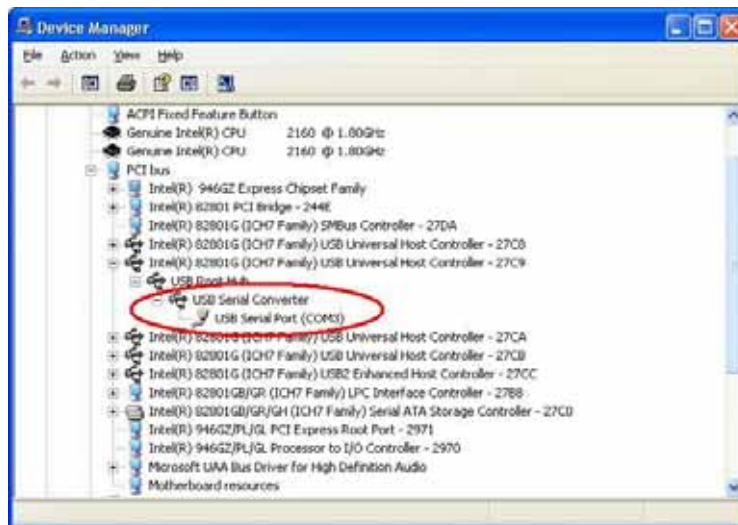 Device Manager
File Action View Help
ACPI Fixed Feature Button
Genuine Intel(R) CPU 2160 @ 1.80GHz
Genuine Intel(R) CPU 2160 @ 1.80GHz
PCI bus
Intel(R) 946GZ Express Chipset Family
Intel(R) 82801 PCI Bridge - 244E
Intel(R) 82801G (ICH7 Family) SMBus Controller - 27DA
Intel(R) 82801G (ICH7 Family) USB Universal Host Controller - 27C8
Intel(R) 82801G (ICH7 Family) USB Universal Host Controller - 27C9
USB Root Hub
USB Serial Converter
USB Serial Port (COM3)
Intel(R) 82801G (ICH7 Family) USB Universal Host Controller - 27CA
Intel(R) 82801G (ICH7 Family) USB Universal Host Controller - 27CB
Intel(R) 82801G (ICH7 Family) USB2 Enhanced Host Controller - 27CC
Intel(R) 82801GB/GR (ICH7 Family) LPC Interface Controller - 27B8
Intel(R) 82801GB/GR/GH (ICH7 Family) Serial ATA Storage Controller - 27C0
Intel(R) 946GZ/PL/GL PCI Express Root Port - 2971
Intel(R) 946GZ/PL/GL Processor to I/O Controller - 2970
Microsoft UAA Bus Driver for High Definition Audio
Motherboard resources